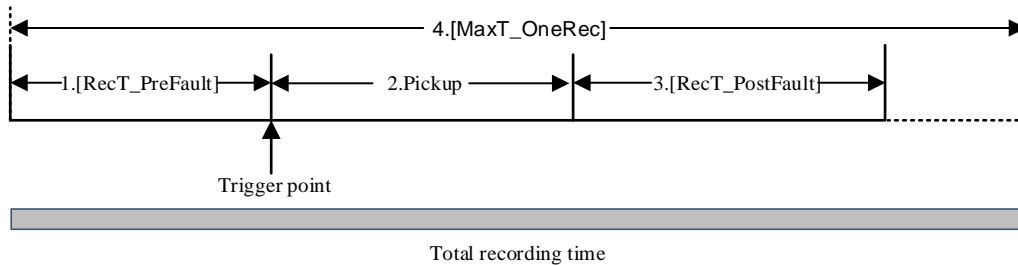 4.[MaxT_OneRec]
1.[RecT_PreFault] 2.Pickup 3.[RecT_PostFault]
Trigger point
Total recording time